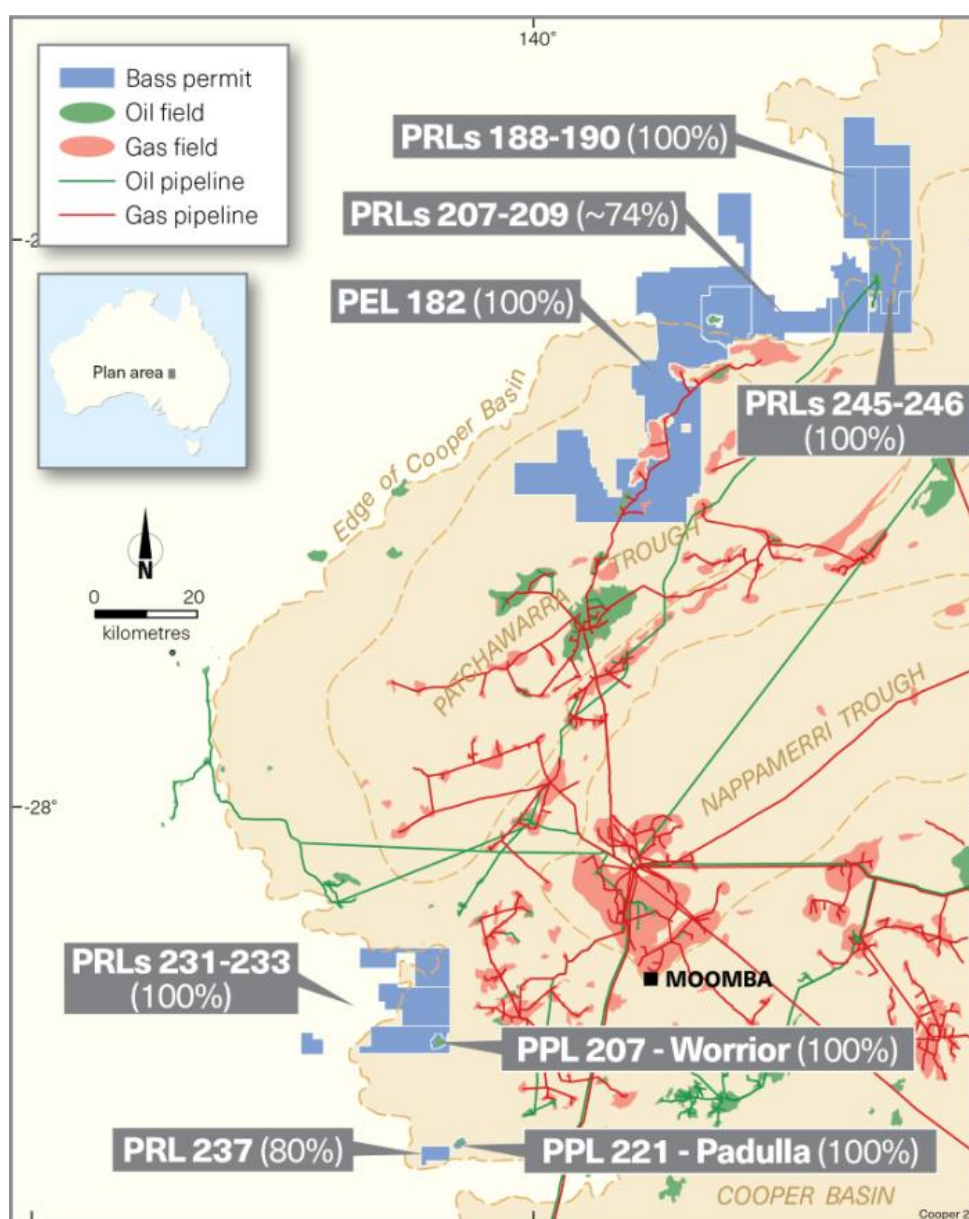 140°
Bass permit
Oil field
Gas field
Oil pipeline
Gas pipeline
PRLs 188-190 (100%)
PRLs 207-209 (~74%)
PEL 182 (100%)
Plan area
PRLs 245-246
(100%)
Edge of Cooper Basin
N
0 20
kilometres
PATCHAWARRA TROUGH
NAPPAMERRI TROUGH
-28°
PRLs 231-233
(100%)
MOOMBA
PPL 207 - Worrior (100%)
PRL 237 (80%)
PPL 221 - Padulla (100%)
COOPER BASIN